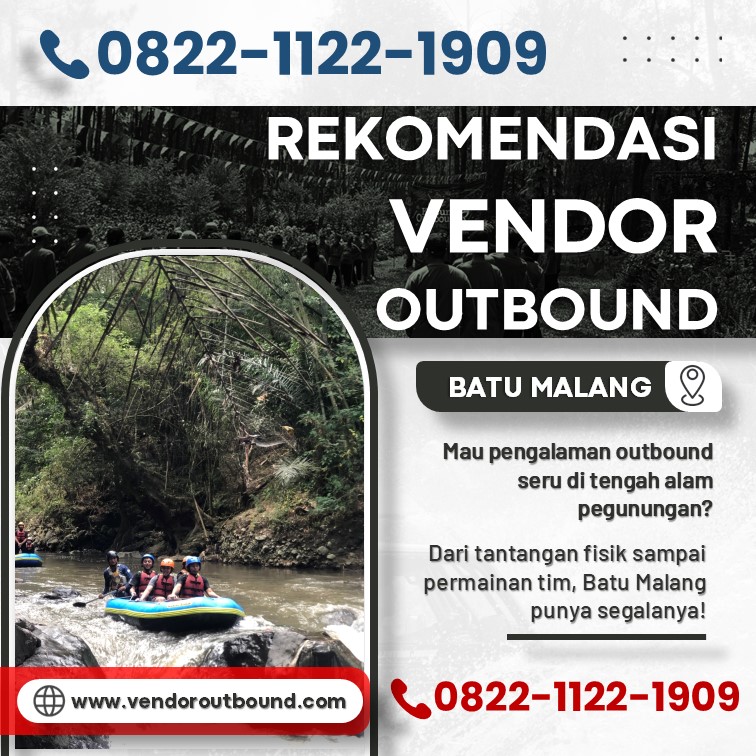 0822-1122-1909
REKOMENDASI
VENDOR
OUTBOUND
BATU MALANG
Mau pengalaman outbound
seru di tengah alam
pegunungan?
Dari tantangan fisik sampai
permainan tim, Batu Malang
punya segalanya!
www.vendoroutbound.com
0822-1122-1909